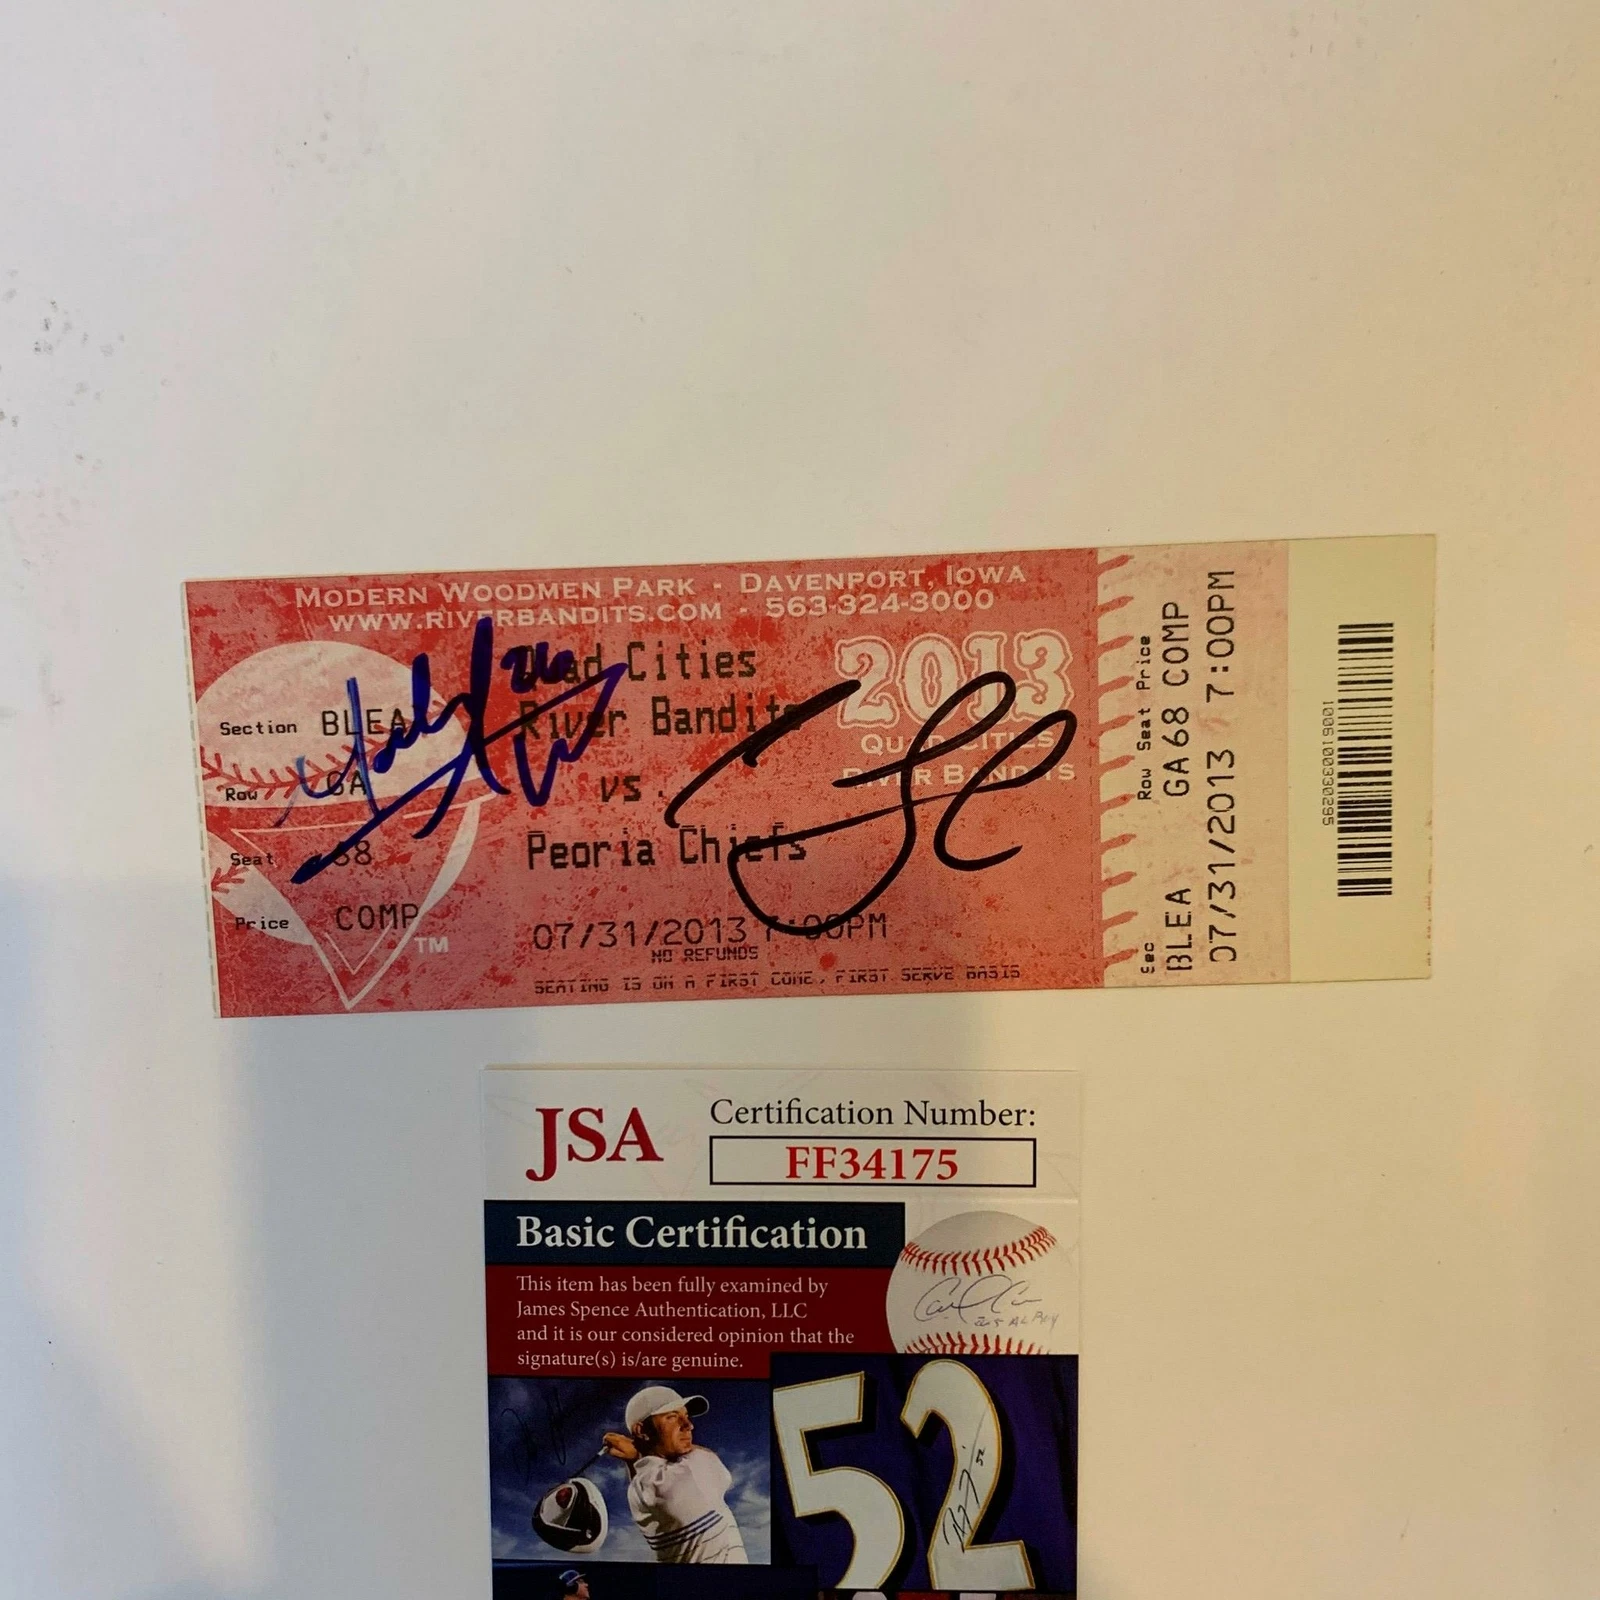 MODERN WOODMEN PARK - DAVENPORT, IOWA
WWW.RIVERBANDITS.COM - 563-324-3000
Quad Cities
River Bandits
vs.
Peoria Chiefs
07/31/2013 7:00PM
NO REFUNDS
SEATING IS ON A FIRST COME, FIRST SERVE BASIS
Section BLEA
Row GA
Seat 68
Price COMP
TM
26
2013
QUAD CITIES
RIVER BANDITS
Row Seat Price
GA 68 COMP
Sec
BLEA
07/31/2013 7:00PM
1006103300295
JSA
Certification Number:
FF34175
Basic Certification
This item has been fully examined by
James Spence Authentication, LLC
and it is our considered opinion that the
signature(s) is/are genuine.
52
52